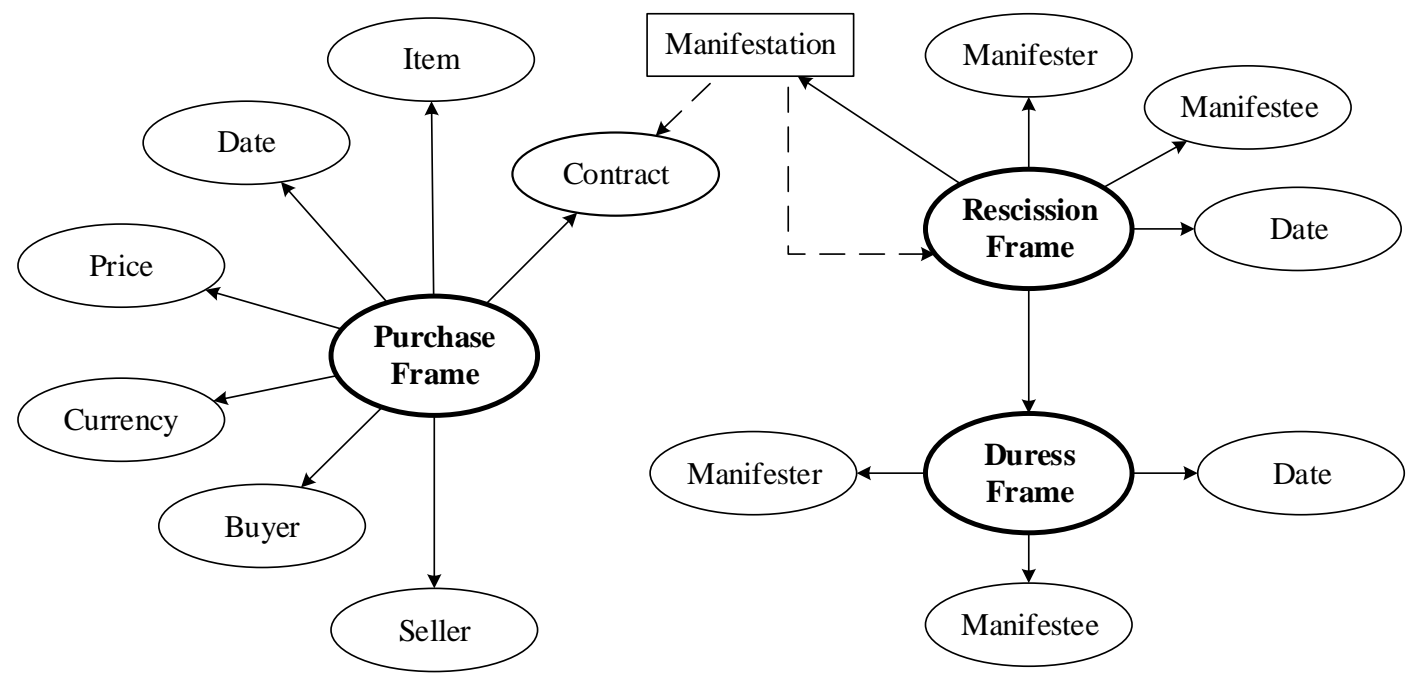 Item
Manifestation
Manifester
Manifestee
Date
Contract
Rescission
Frame
Date
Price
Purchase
Frame
Currency
Duress
Frame
Manifester
Date
Buyer
Seller
Manifestee